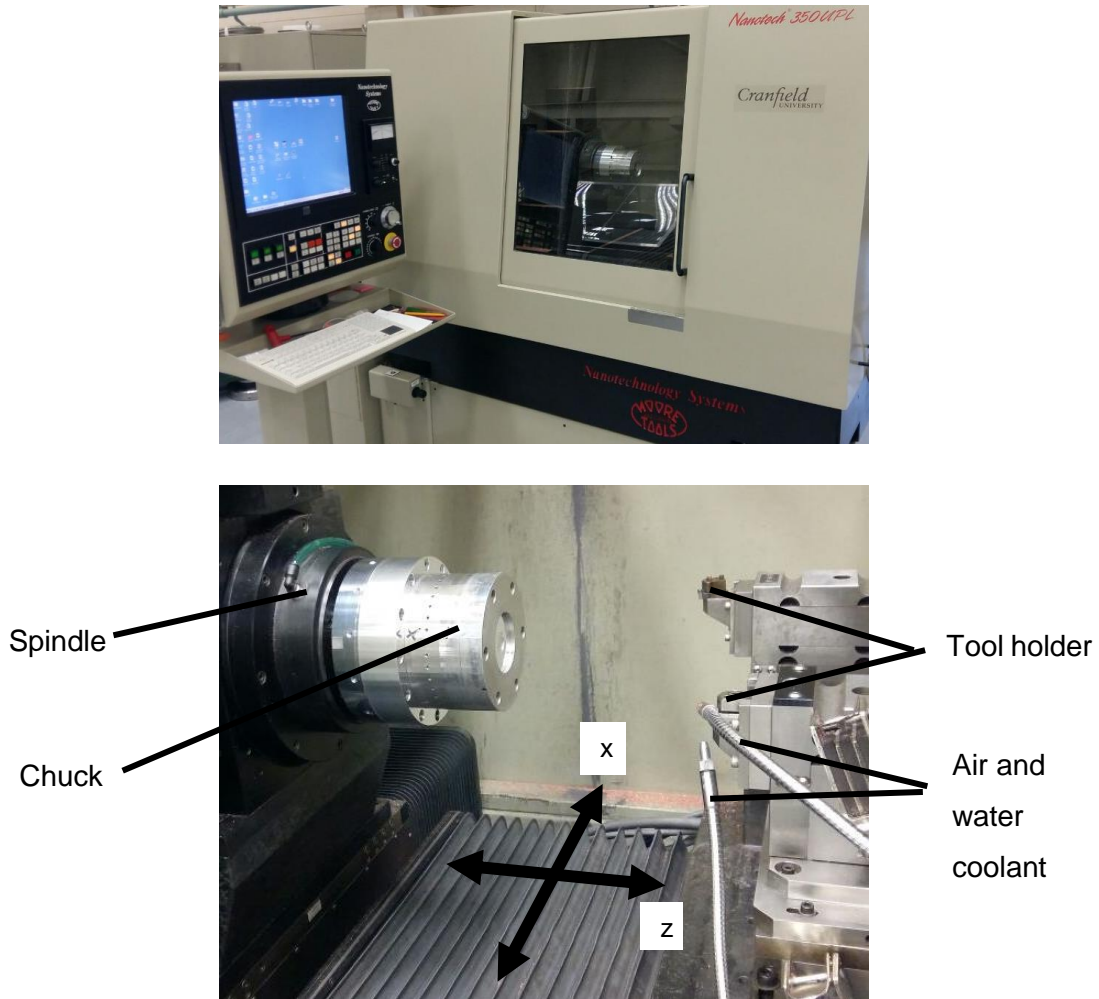 Nanotech 350UPL
Nanotechnology
Systems
Cranfield
UNIVERSITY
Nanotechnology Systems
MOORE
TOOLS
Spindle
Tool holder
x
Chuck
Air and
water
coolant
z